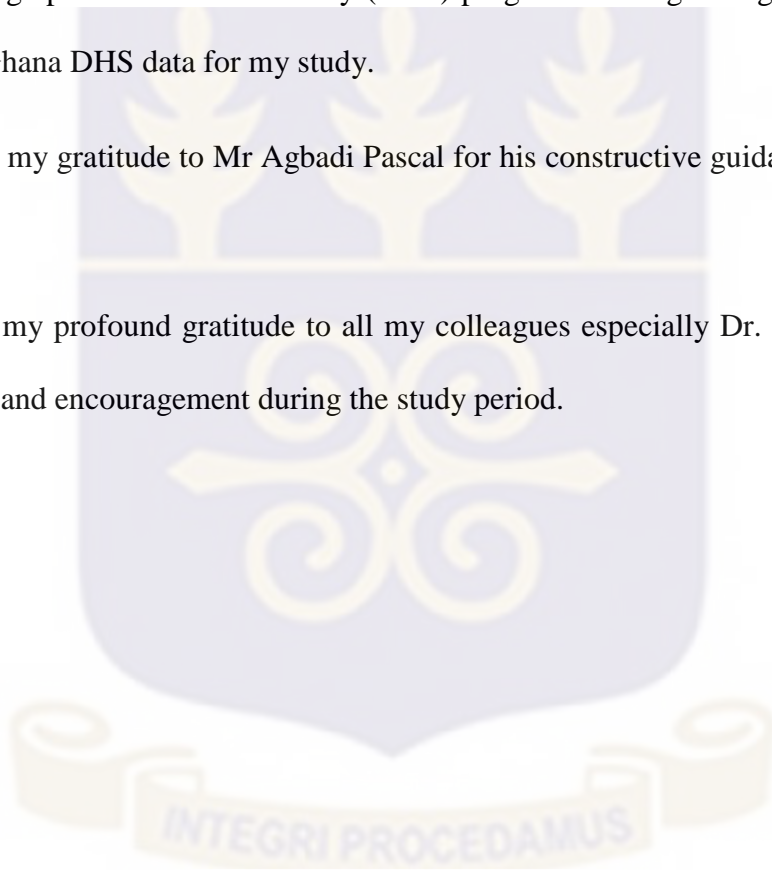 hana DHS data for my study.
my gratitude to Mr Agbadi Pascal for his constructive
my profound gratitude to all my colleagues especially Dr.
and encouragement during the study period.
INTEGRI PROCEDAMUS